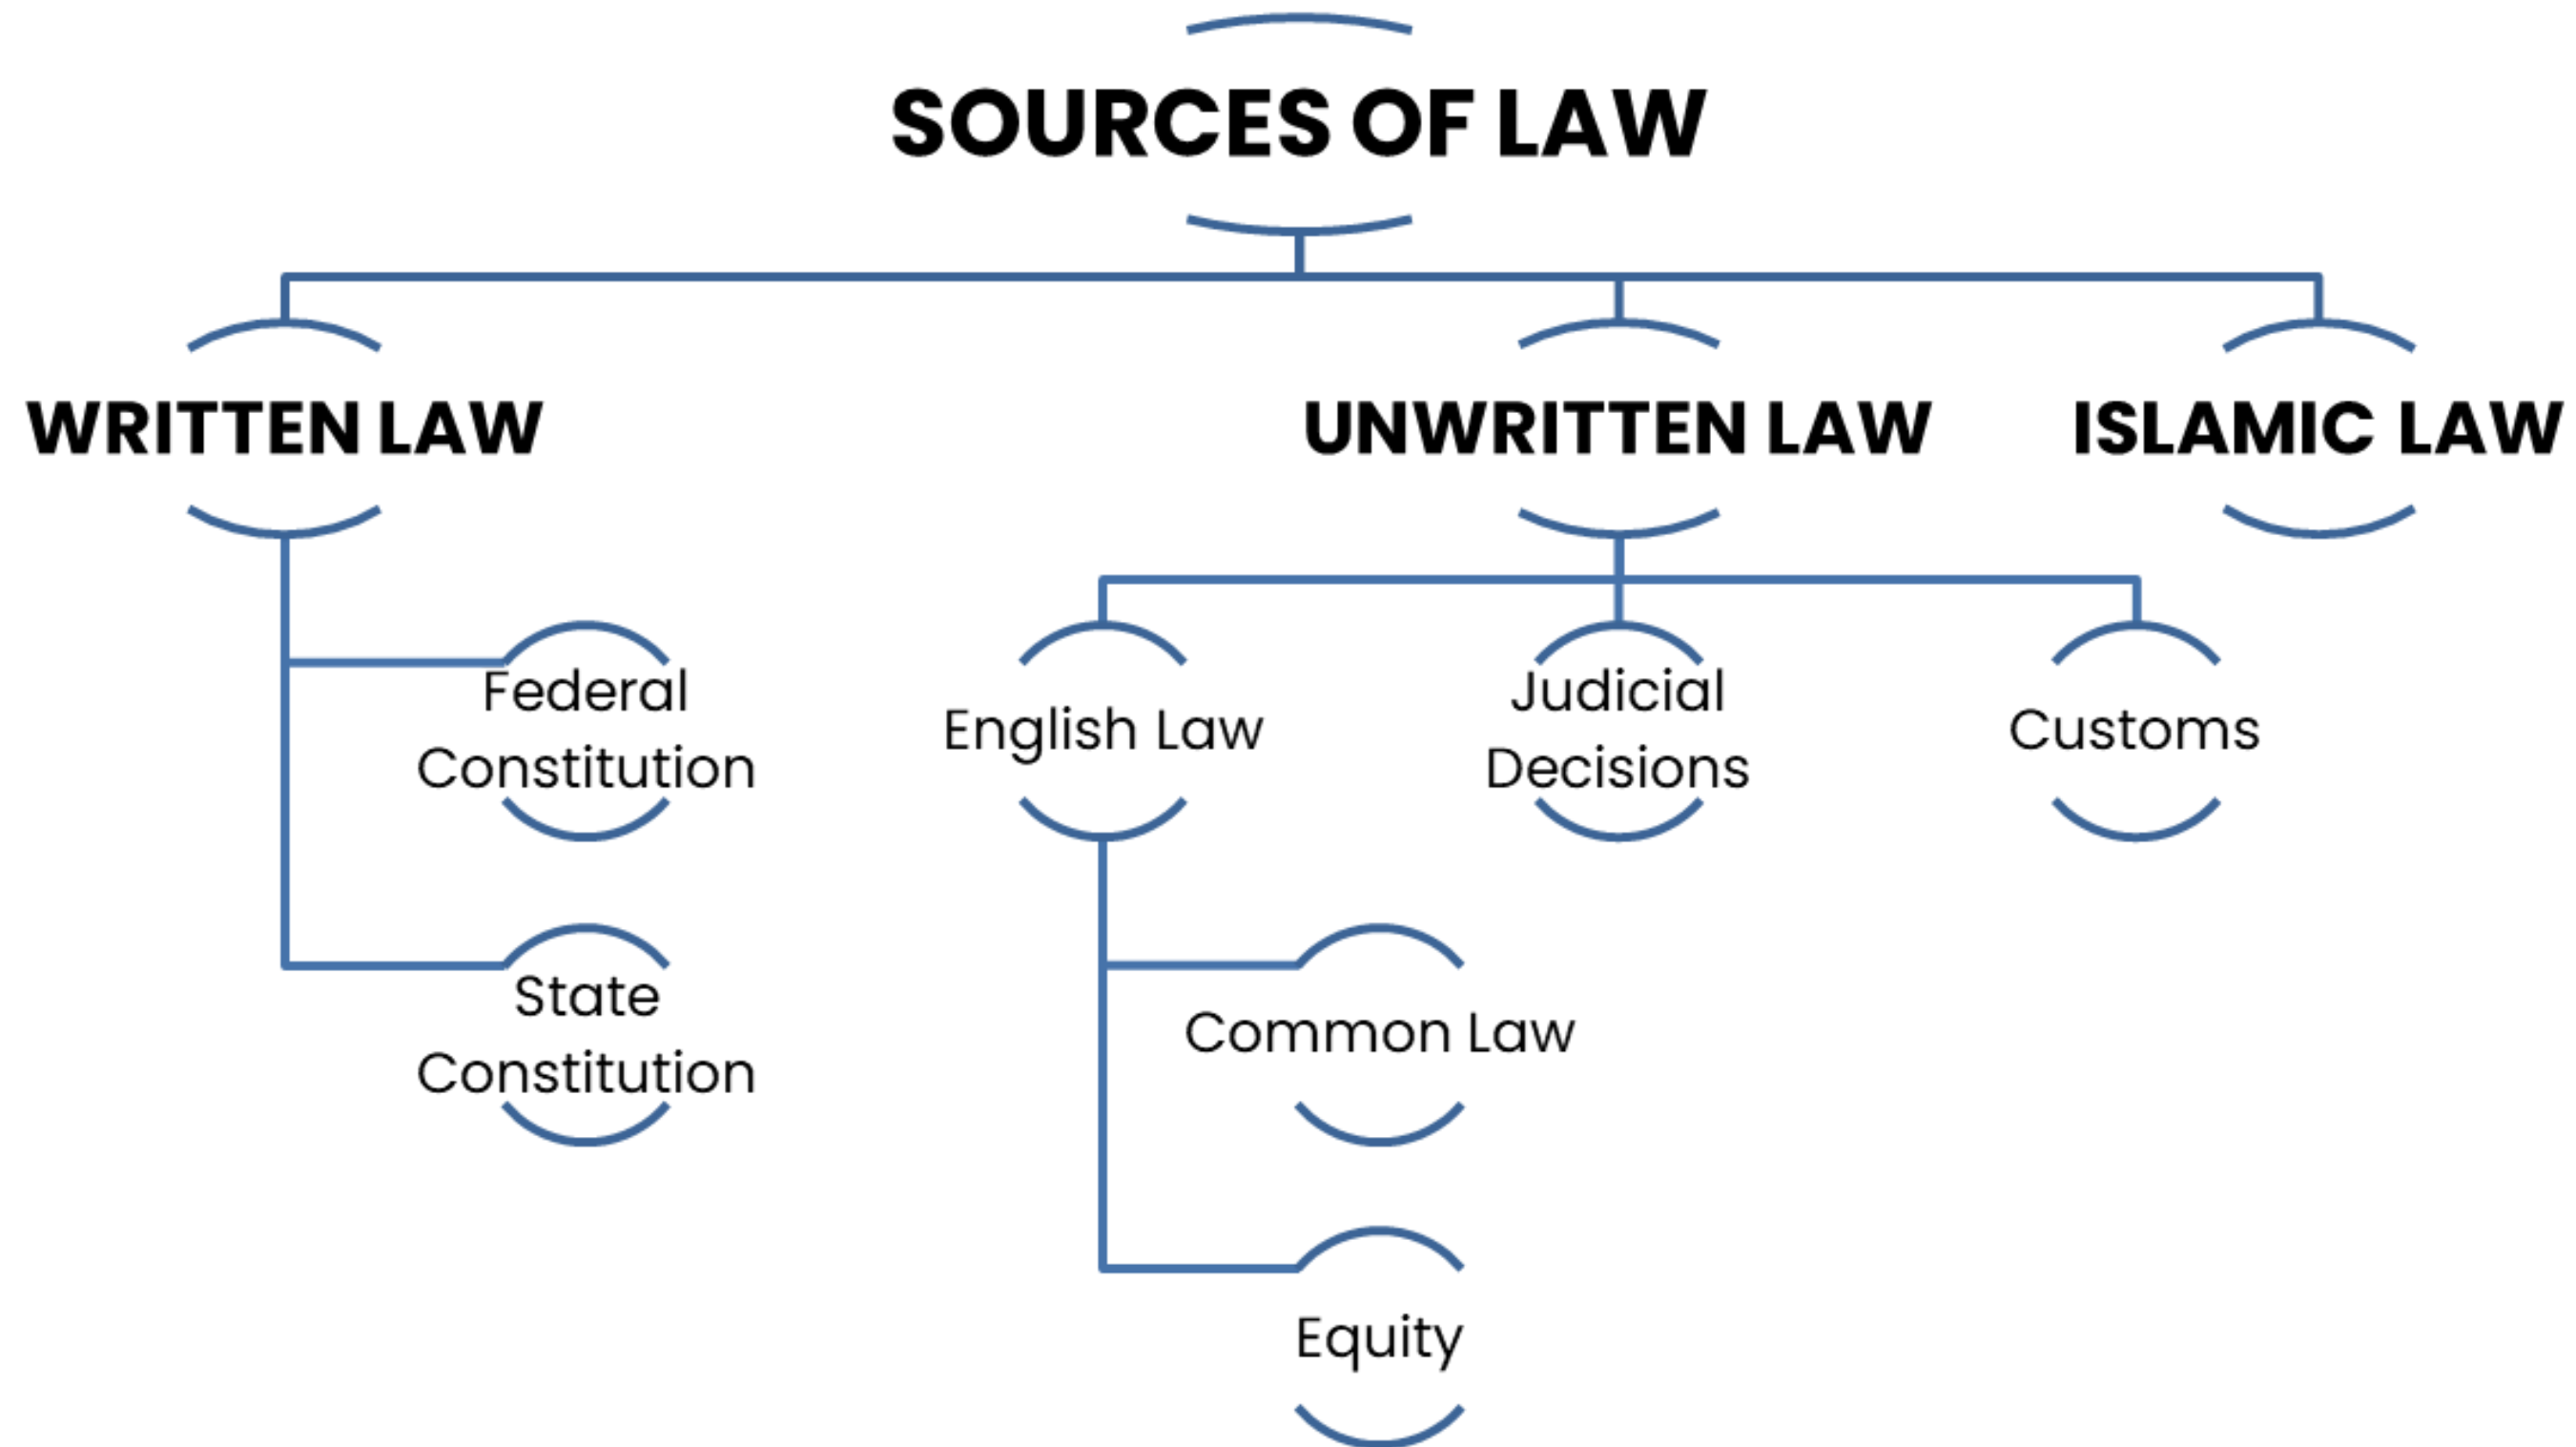 SOURCES OF LAW
WRITTEN LAW
UNWRITTEN LAW
ISLAMIC LAW
Federal
Constitution
State
Constitution
English Law
Judicial
Decisions
Customs
Common Law
Equity